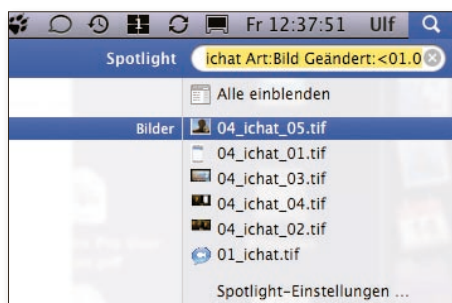 Fr 12:37:51 Ulf
Spotlight ichat Art:Bild Geändert:<01.0
Alle einblenden
Bilder 04_ichat_05.tif
04_ichat_01.tif
04_ichat_03.tif
04_ichat_04.tif
04_ichat_02.tif
01_ichat.tif
Spotlight-Einstellungen ...